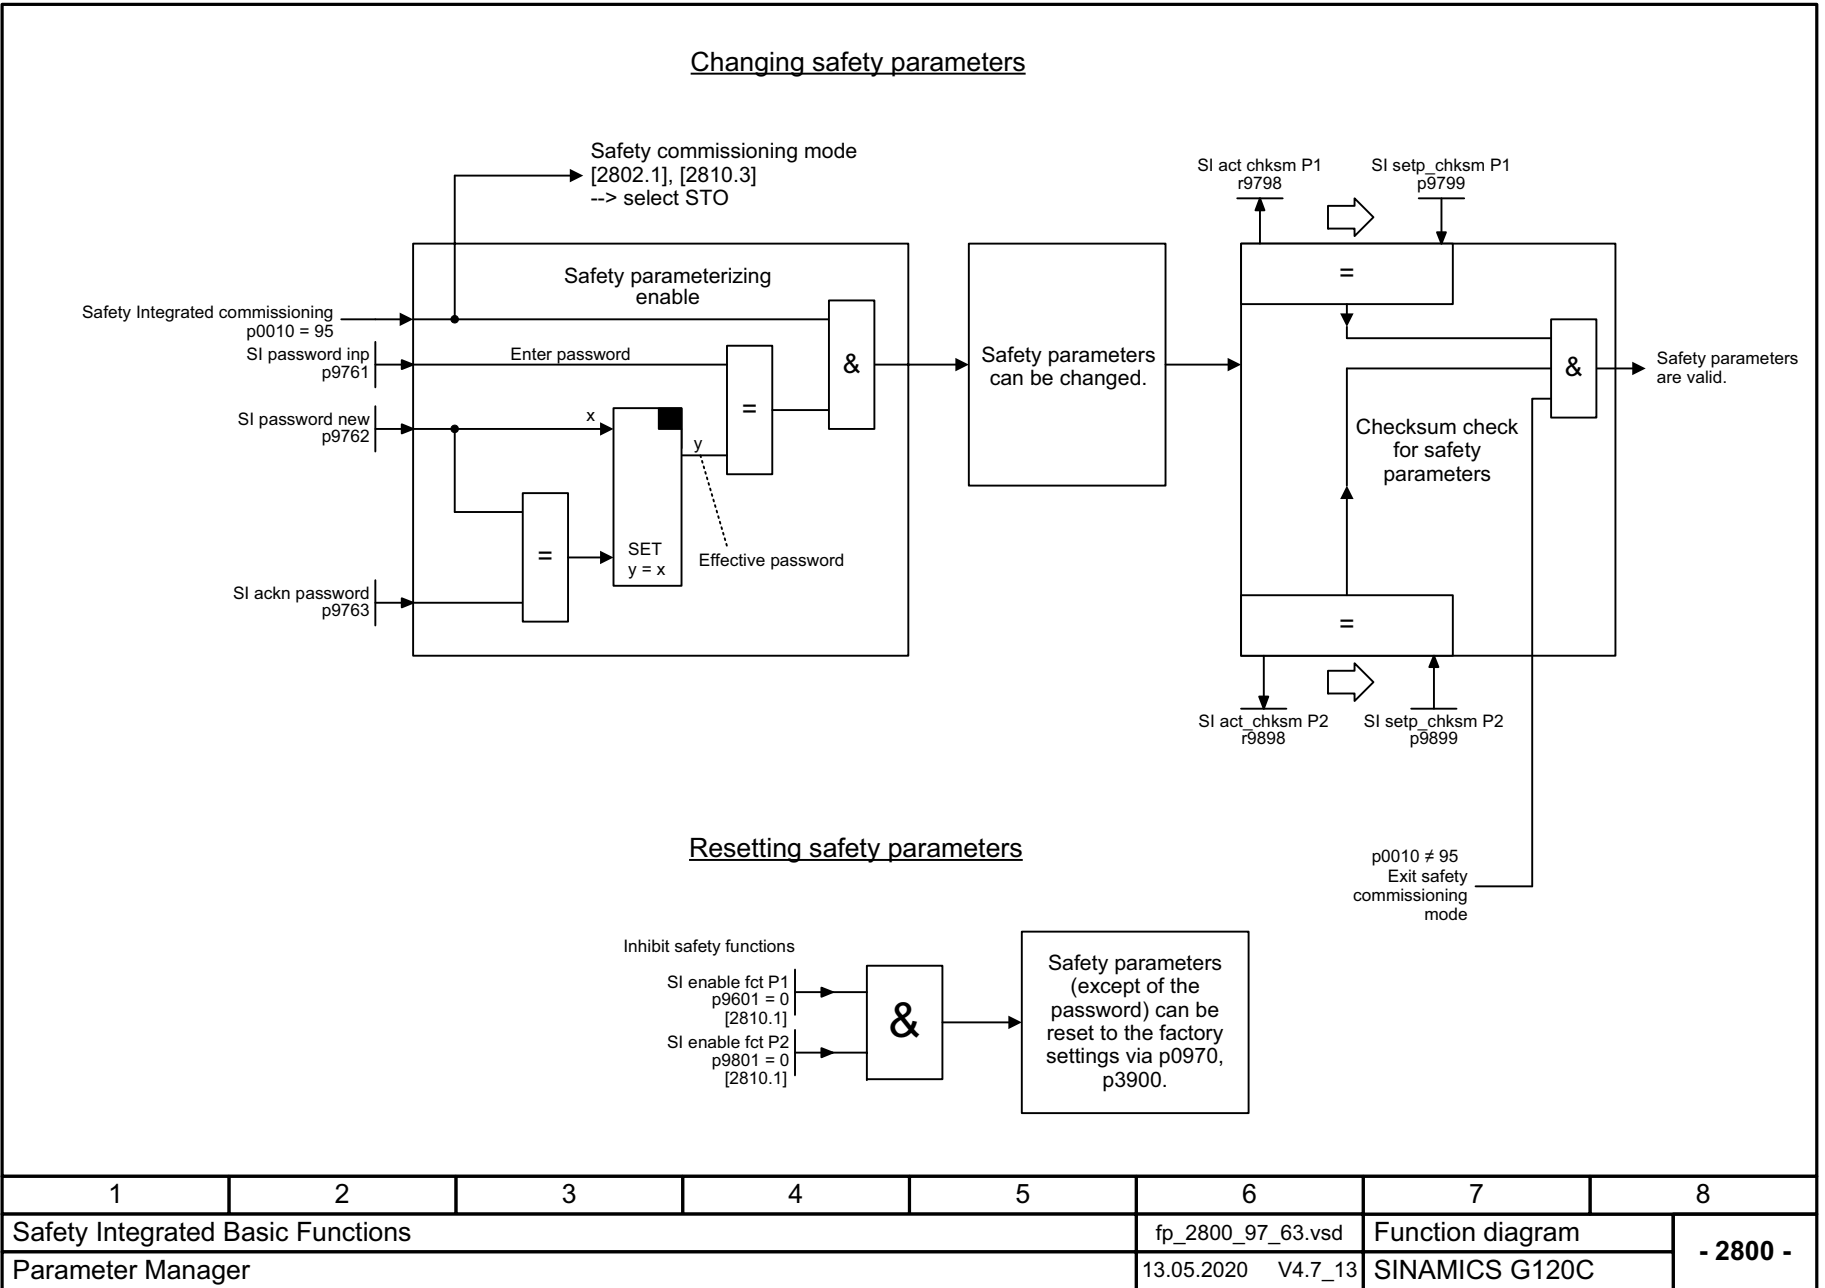 Changing safety parameters
Safety commissioning mode
[2802.1], [2810.3]
--> select STO
SI act chksm P1
r9798
SI setp_chksm P1
p9799
Safety parameterizing
enable
=
Safety Integrated commissioning
p0010 = 95
SI password inp
p9761
Enter password
&
Safety parameters
can be changed.
&
Safety parameters
are valid.
SI password new
p9762
x
=
y
Checksum check
for safety
parameters
=
SET
y = x
Effective password
SI ackn password
p9763
=
SI act_chksm P2
r9898
SI setp_chksm P2
p9899
Resetting safety parameters
p0010 ≠ 95
Exit safety
commissioning
mode
Inhibit safety functions
SI enable fct P1
p9601 = 0
[2810.1]
SI enable fct P2
p9801 = 0
[2810.1]
&
Safety parameters
(except of the
password) can be
reset to the factory
settings via p0970,
p3900.
1 2 3 4 5 6 7 8
Safety Integrated Basic Functions
fp_2800_97_63.vsd
Function diagram
- 2800 -
Parameter Manager
13.05.2020 V4.7_13
SINAMICS G120C